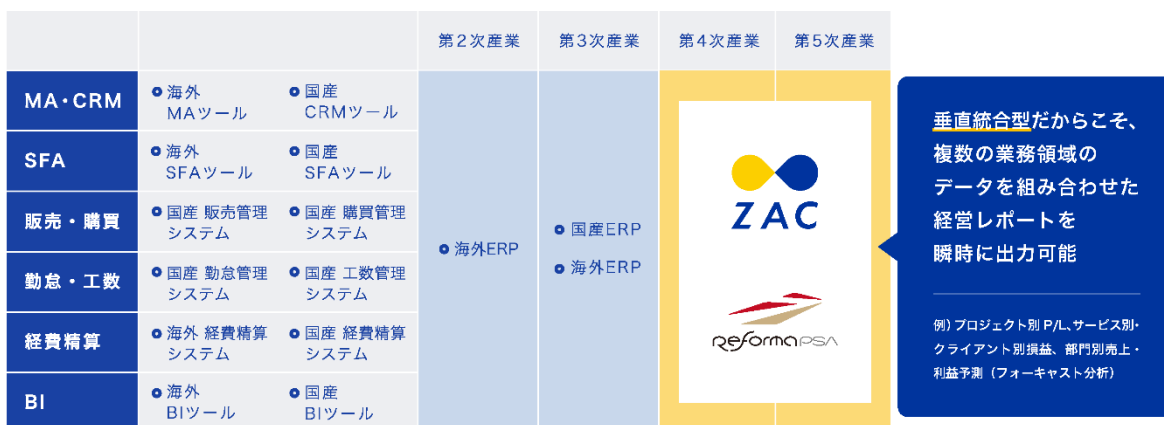 第2次産業 第3次産業 第4次産業 第5次産業
MA・CRM
海外
MAツール
国産
CRMツール
SFA
海外
SFAツール
国産
SFAツール
販売・購買
国産 販売管理
システム
国産 購買管理
システム
勤怠・工数
国産 勤怠管理
システム
国産 工数管理
システム
経費精算
海外 経費精算
システム
国産 経費精算
システム
BI
海外
BIツール
国産
BIツール
海外ERP
国産ERP
海外ERP
ZAC
Reforma PSA
垂直統合型だからこそ、
複数の業務領域の
データを組み合わせた
経営レポートを
瞬時に出力可能
例）プロジェクト別 P/L、サービス別・
クライアント別損益、部門別売上・
利益予測（フォーキャスト分析）